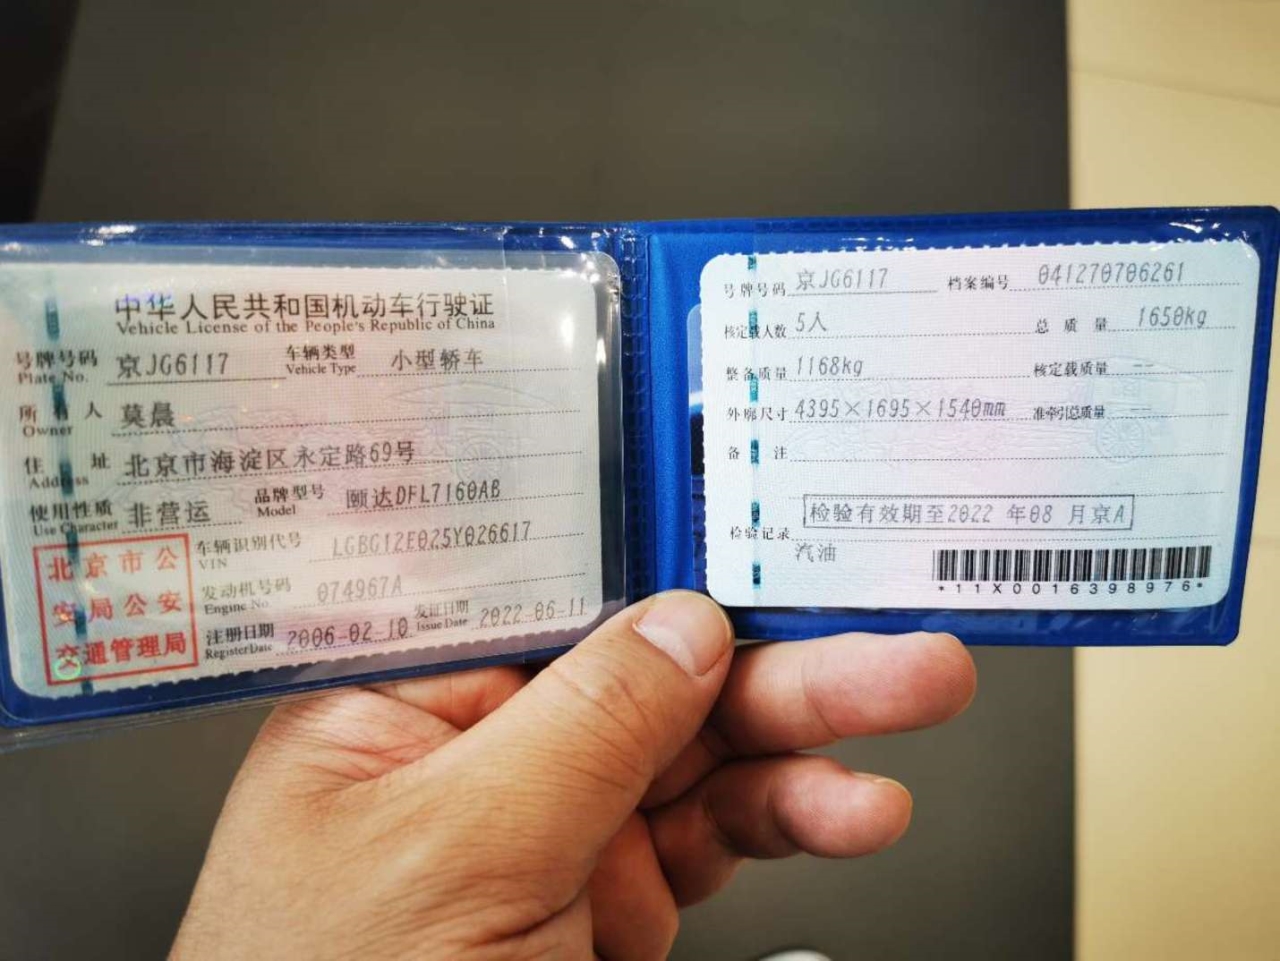 中华人民共和国机动车行驶证
Vehicle License of the People's Republic of China
号牌号码 京JG6117 车辆类型 小型轿车
Plate No. Vehicle Type
所有人 莫晨
Owner
住址 北京市海淀区永定路69号
Address
使用性质 非营运 品牌型号 颐达DFL7160AB
Use Character Model
车辆识别代号 LGBG12E025Y026617
VIN
发动机号码 074967A
Engine No.
注册日期 2006-02-10 发证日期 2022-06-11
Register Date Issue Date
北京市公
安局公安
交通管理局
号牌号码 京JG6117 档案编号 041270706261
核定载人数 5人 总质量 1650kg
整备质量 1168kg 核定载质量 --
外廓尺寸 4395×1695×1540mm 准牵引总质量 --
备注
检验有效期至2022 年08 月京A
检验记录
汽油
*11X0016398976*